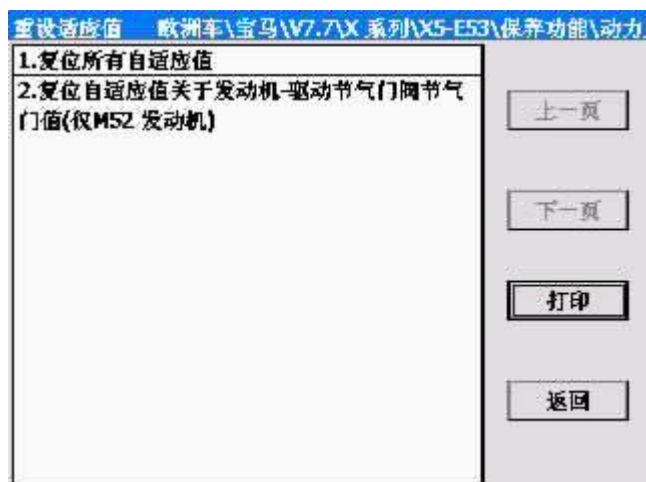 重设适应值 欧洲车\宝马\V7.7\X 系列\X5-E53\保养功能\动力
1.复位所有自适应值
2.复位自适应值关于发动机-驱动节气门阀节气
门值(仅M52 发动机)
上一页
下一页
打印
返回